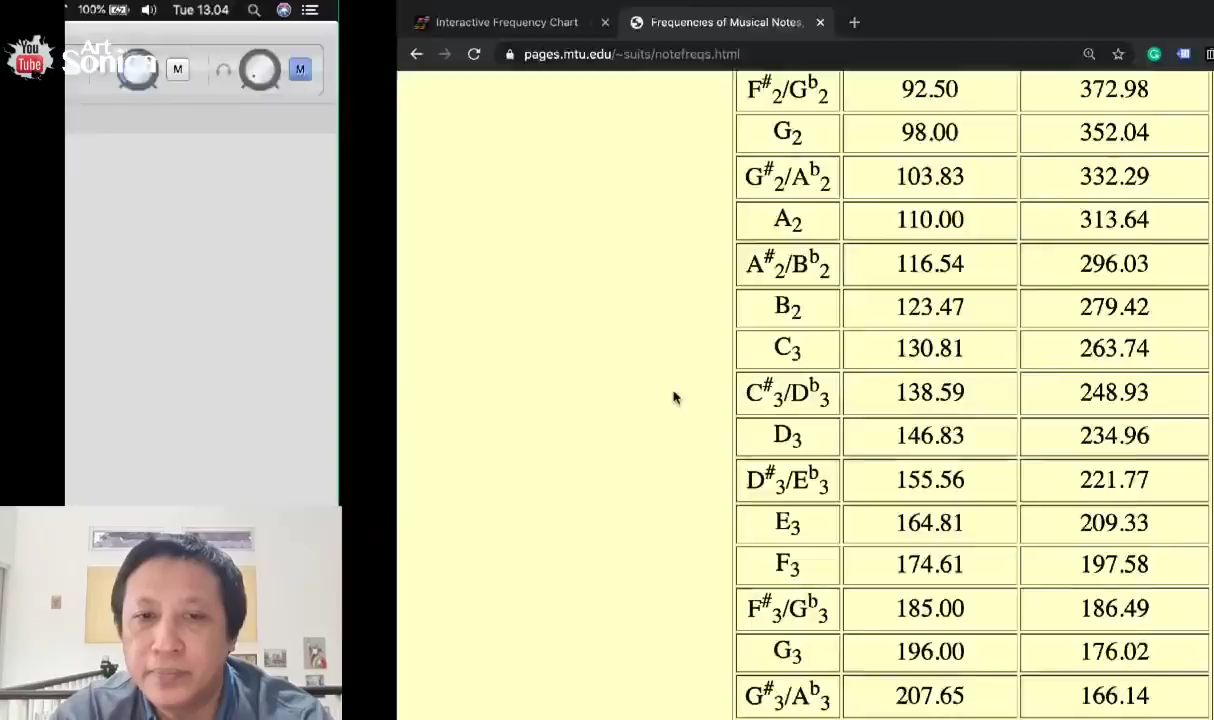 100% Tue 13.04
You Tube
Art Sonica
M M
Interactive Frequency Chart
Frequencies of Musical Notes,
pages.mtu.edu/~suits/notefreqs.html
F#2/Gb2 92.50 372.98
G2 98.00 352.04
G#2/Ab2 103.83 332.29
A2 110.00 313.64
A#2/Bb2 116.54 296.03
B2 123.47 279.42
C3 130.81 263.74
C#3/Db3 138.59 248.93
D3 146.83 234.96
D#3/Eb3 155.56 221.77
E3 164.81 209.33
F3 174.61 197.58
F#3/Gb3 185.00 186.49
G3 196.00 176.02
G#3/Ab3 207.65 166.14